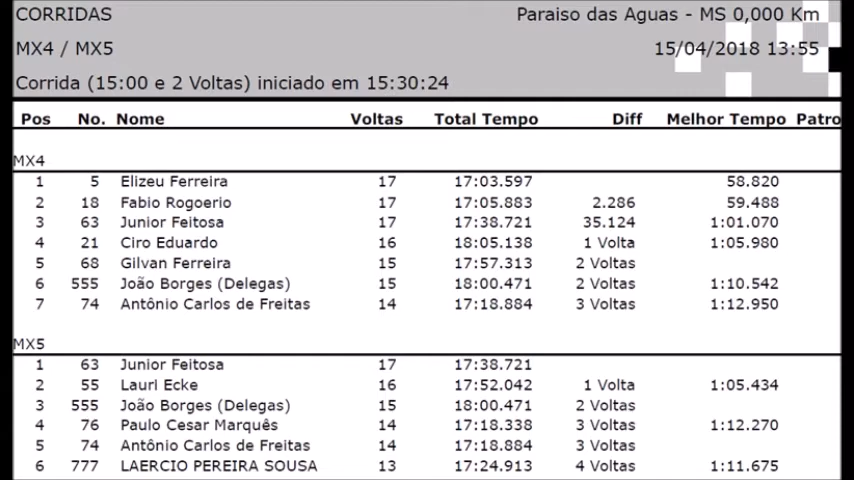 CORRIDAS Paraiso das Aguas - MS 0,000 Km
MX4 / MX5 15/04/2018 13:55
Corrida (15:00 e 2 Voltas) iniciado em 15:30:24
Pos No. Nome Voltas Total Tempo Diff Melhor Tempo Patro
MX4
1 5 Elizeu Ferreira 17 17:03.597 58.820
2 18 Fabio Rogoerio 17 17:05.883 2.286 59.488
3 63 Junior Feitosa 17 17:38.721 35.124 1:01.070
4 21 Ciro Eduardo 16 18:05.138 1 Volta 1:05.980
5 68 Gilvan Ferreira 15 17:57.313 2 Voltas
6 555 João Borges (Delegas) 15 18:00.471 2 Voltas 1:10.542
7 74 Antônio Carlos de Freitas 14 17:18.884 3 Voltas 1:12.950
MX5
1 63 Junior Feitosa 17 17:38.721
2 55 Laurl Ecke 16 17:52.042 1 Volta 1:05.434
3 555 João Borges (Delegas) 15 18:00.471 2 Voltas
4 76 Paulo Cesar Marquês 14 17:18.338 3 Voltas 1:12.270
5 74 Antônio Carlos de Freitas 14 17:18.884 3 Voltas
6 777 LAERCIO PEREIRA SOUSA 13 17:24.913 4 Voltas 1:11.675